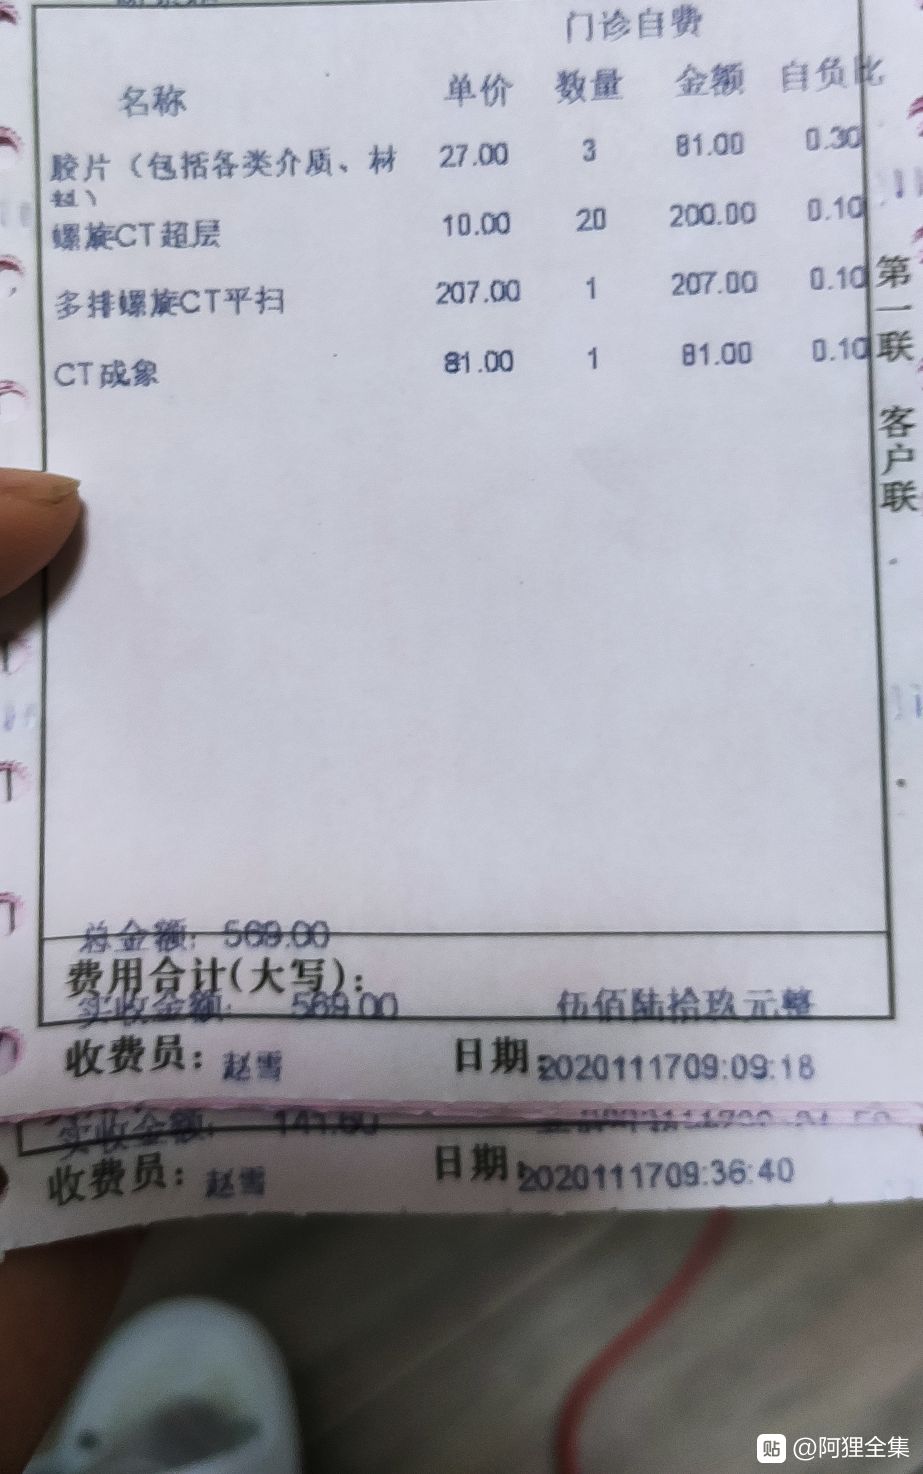 门诊自费
名称 单价 数量 金额 自负比
胶片（包括各类介质、材 27.00 3 81.00 0.30
料）
螺旋CT超层 10.00 20 200.00 0.10
多排螺旋CT平扫 207.00 1 207.00 0.10
CT成象 81.00 1 81.00 0.10
第一联 客户联
总金额: 569.00
费用合计(大写):
实收金额: 569.00 伍佰陆拾玖元整
收费员: 赵雪 日期: 2020111709:09:18
实收金额:
收费员: 赵雪 日期: 2020111709:36:40
贴 @阿狸全集